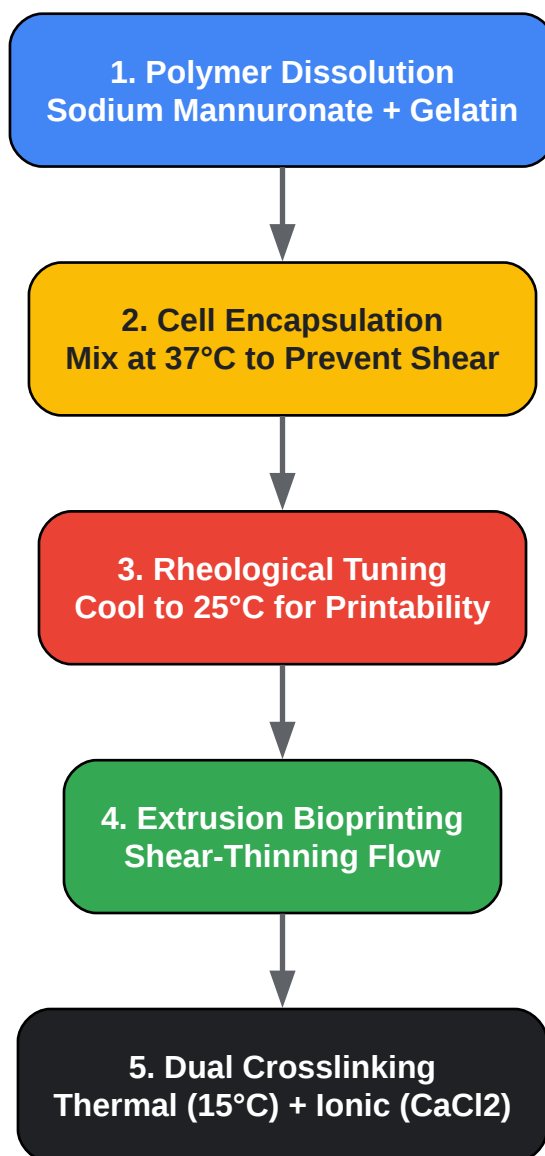 1. Polymer Dissolution
Sodium Mannuronate + Gelatin
2. Cell Encapsulation
Mix at 37°C to Prevent Shear
3. Rheological Tuning
Cool to 25°C for Printability
4. Extrusion Bioprinting
Shear-Thinning Flow
5. Dual Crosslinking
Thermal (15°C) + Ionic (CaCl2)